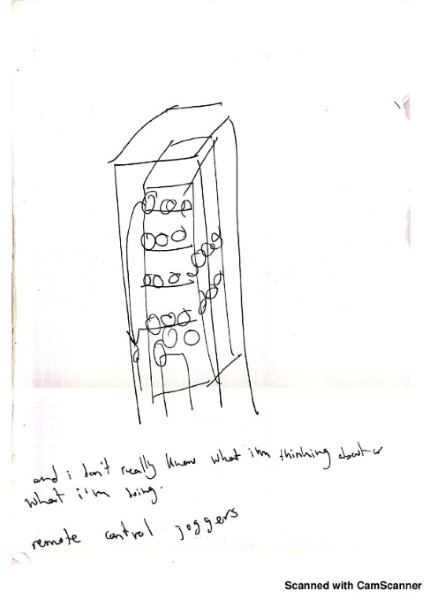 and i don't really know what i'm thinking about or
what i'm doing.
remote control joggers
Scanned with CamScanner